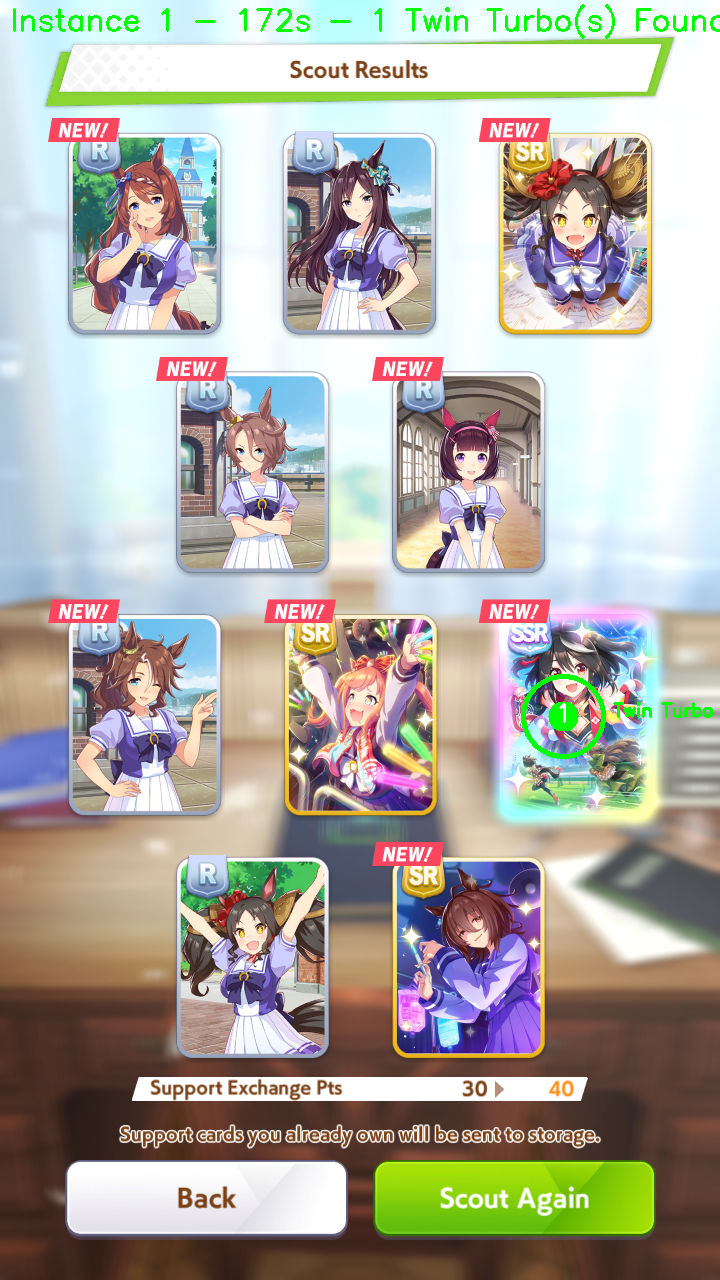 Instance 1 - 172s - 1 Twin Turbo(s) Found
Scout Results
NEW!
R
R
NEW!
SR
NEW!
R
NEW!
R
NEW!
R
NEW!
SR
NEW!
SSR
1
Twin Turbo
R
NEW!
SR
Support Exchange Pts 30 40
Support cards you already own will be sent to storage.
Back
Scout Again